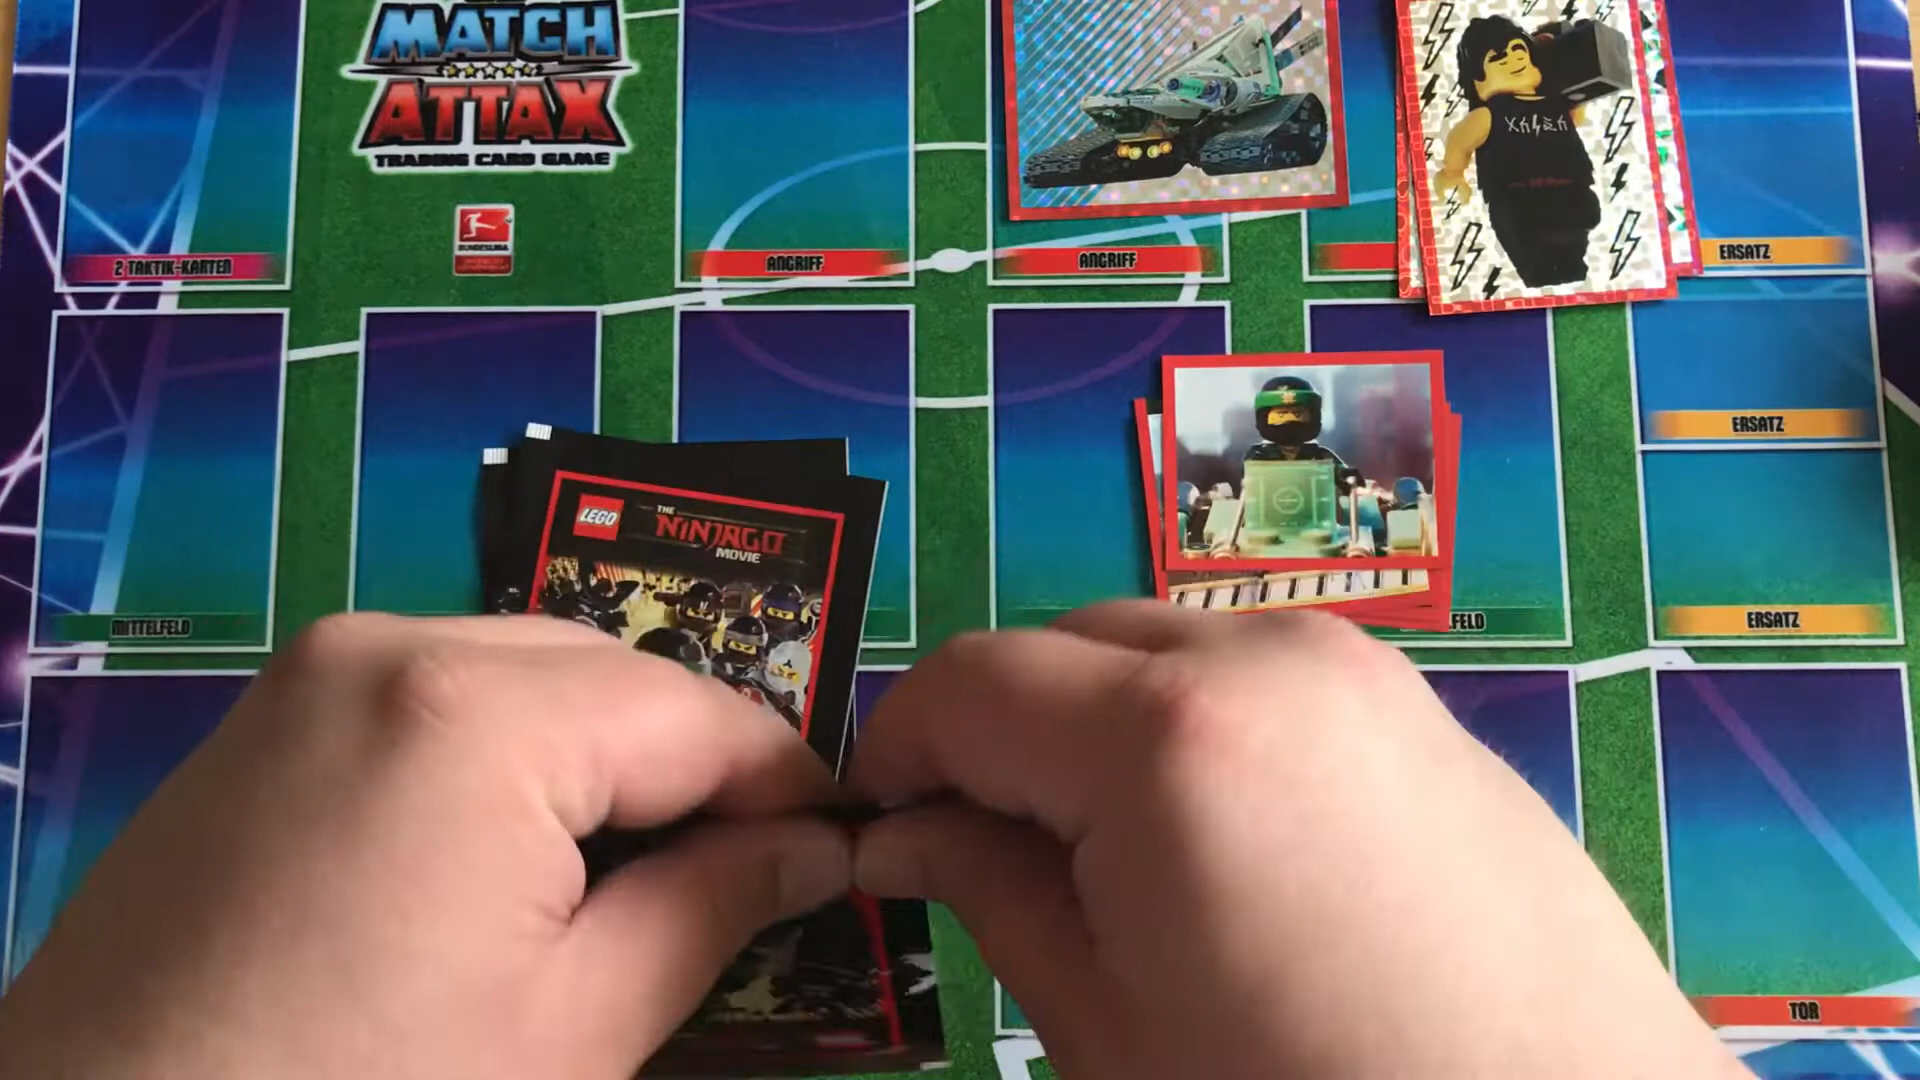 MATCH
ATTAX
TRADING CARD GAME
BUNDESLIGA
2 TAKTIK-KARTEN
ANGRIFF
ANGRIFF
ERSATZ
ERSATZ
ERSATZ
MITTELFELD
FELD
TOR
LEGO
THE
NINJAGO
MOVIE